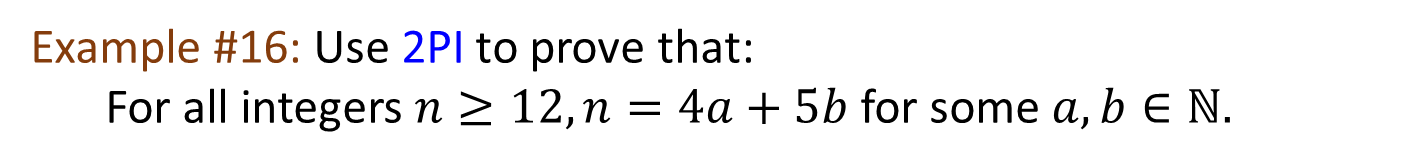 Example #16: Use 2PI to prove that:
For all integers 𝑛 ≥ 12, 𝑛 = 4𝑎 + 5𝑏 for some 𝑎, 𝑏 ∈ ℕ.